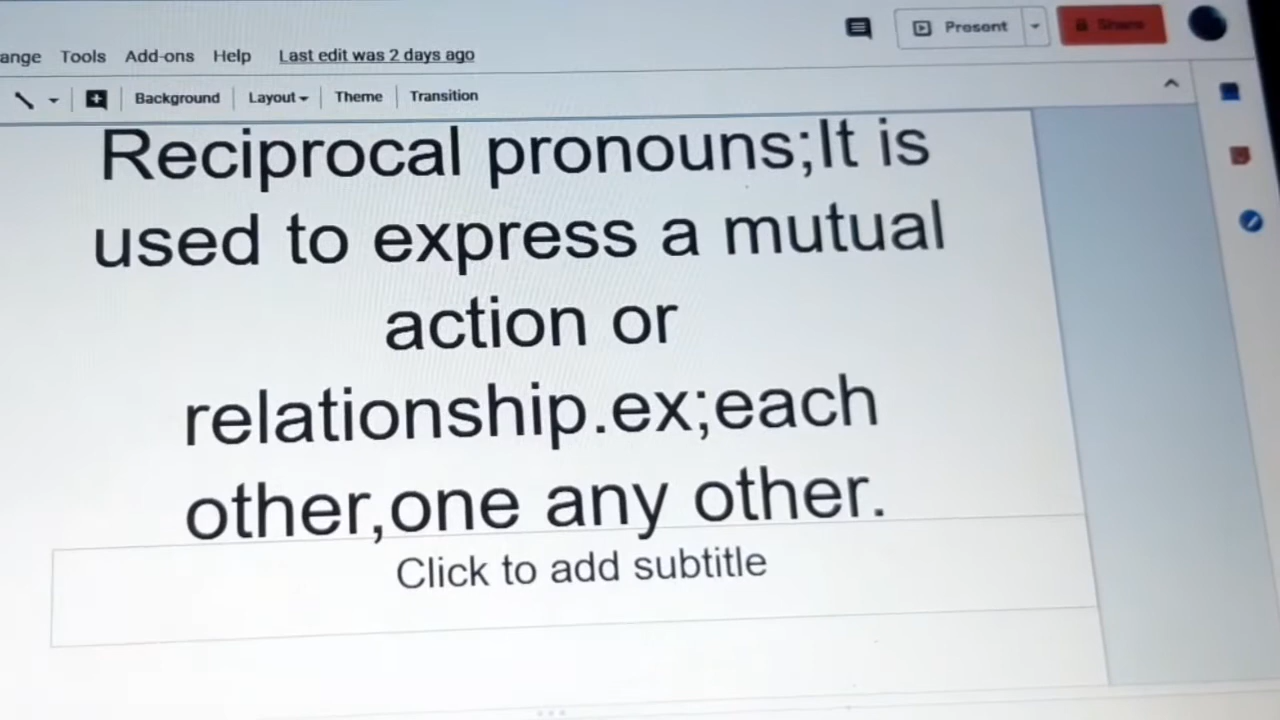 ange Tools Add-ons Help Last edit was 2 days ago
Present Share
Background Layout Theme Transition
Reciprocal pronouns;It is
used to express a mutual
action or
relationship.ex;each
other,one any other.
Click to add subtitle